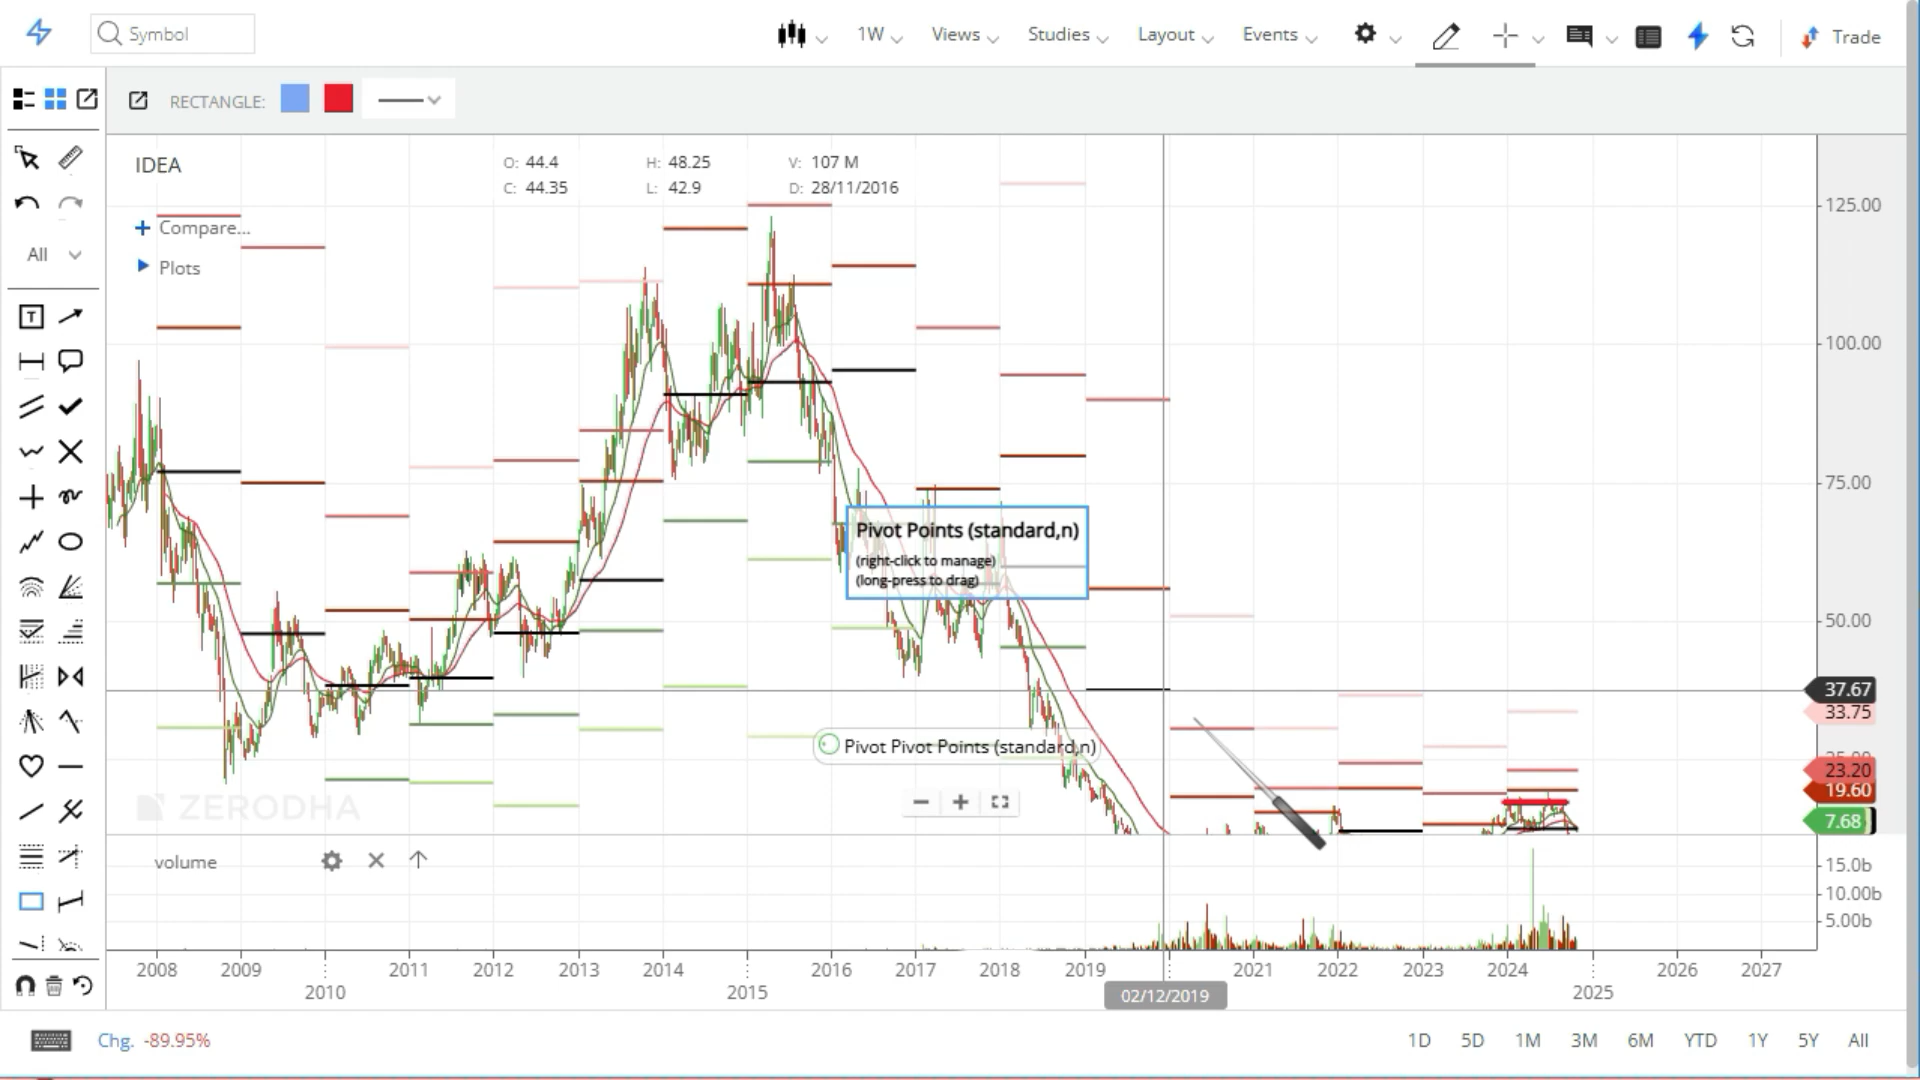 Symbol
1W
Views
Studies
Layout
Events
Trade
RECTANGLE:
IDEA
O: 44.4
H: 48.25
V: 107 M
C: 44.35
L: 42.9
D: 28/11/2016
Compare...
Plots
All
T
Pivot Points (standard,n)
(right-click to manage)
(long-press to drag)
Pivot Pivot Points (standard,n)
ZERODHA
125.00
100.00
75.00
50.00
37.67
33.75
25.00
23.20
19.60
7.68
volume
15.0b
10.00b
5.00b
2008
2009
2010
2011
2012
2013
2014
2015
2016
2017
2018
2019
02/12/2019
2021
2022
2023
2024
2025
2026
2027
Chg. -89.95%
1D
5D
1M
3M
6M
YTD
1Y
5Y
All